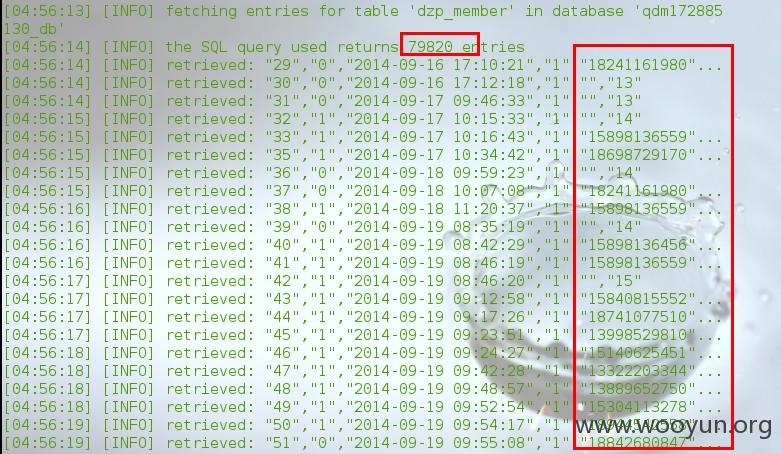 [04:56:13] [INFO] fetching entries for table 'dzp_member' in database 'qdm172885
130_db'
[04:56:14] [INFO] the SQL query used returns 79820 entries
[04:56:14] [INFO] retrieved: "29","0","2014-09-16 17:10:21","1" "18241161980"...
[04:56:14] [INFO] retrieved: "30","0","2014-09-16 17:12:18","1" "","13"
[04:56:14] [INFO] retrieved: "31","0","2014-09-17 09:46:33","1" "","13"
[04:56:15] [INFO] retrieved: "32","1","2014-09-17 10:15:33","1" "","14"
[04:56:15] [INFO] retrieved: "33","1","2014-09-17 10:16:43","1" "15898136559"...
[04:56:15] [INFO] retrieved: "35","1","2014-09-17 10:34:42","1" "18698729170"...
[04:56:15] [INFO] retrieved: "36","0","2014-09-18 09:59:23","1" "","14"
[04:56:15] [INFO] retrieved: "37","0","2014-09-18 10:07:08","1" "18241161980"...
[04:56:16] [INFO] retrieved: "38","1","2014-09-18 11:20:37","1" "15898136559"...
[04:56:16] [INFO] retrieved: "39","0","2014-09-19 08:35:19","1" "","14"
[04:56:16] [INFO] retrieved: "40","1","2014-09-19 08:42:29","1" "15898136456"...
[04:56:16] [INFO] retrieved: "41","1","2014-09-19 08:46:19","1" "15898136559"...
[04:56:17] [INFO] retrieved: "42","1","2014-09-19 08:46:20","1" "","15"
[04:56:17] [INFO] retrieved: "43","1","2014-09-19 09:12:58","1" "15840815552"...
[04:56:17] [INFO] retrieved: "44","1","2014-09-19 09:17:26","1" "18741077510"...
[04:56:17] [INFO] retrieved: "45","1","2014-09-19 09:23:51","1" "13998529810"...
[04:56:18] [INFO] retrieved: "46","1","2014-09-19 09:24:27","1" "15140625451"...
[04:56:18] [INFO] retrieved: "47","1","2014-09-19 09:42:28","1" "13322203344"...
[04:56:18] [INFO] retrieved: "48","1","2014-09-19 09:48:57","1" "13889652750"...
[04:56:18] [INFO] retrieved: "49","1","2014-09-19 09:52:54","1" "15304113278"...
[04:56:19] [INFO] retrieved: "50","1","2014-09-19 09:54:17","1"
[04:56:19] [INFO] retrieved: "51","0","2014-09-19 09:55:08","1" "18842680847"...
www.wooyun.org